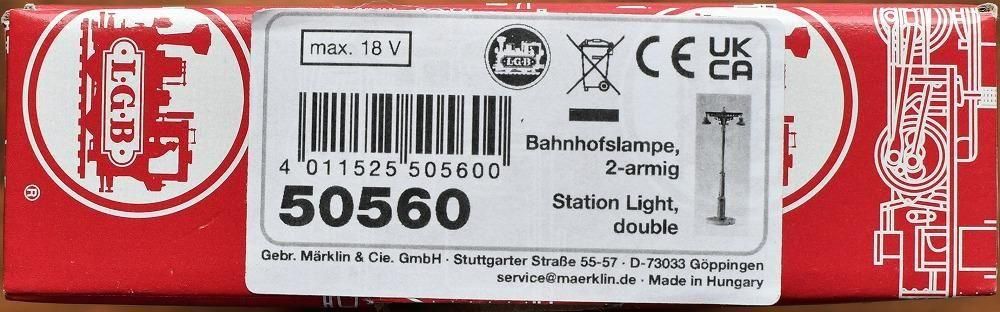 L·G·B
®
max. 18 V
L·G·B
CE
UK
CA
4 011525 505600
50560
Bahnhofslampe,
2-armig
Station Light,
double
Gebr. Märklin & Cie. GmbH · Stuttgarter Straße 55-57 · D-73033 Göppingen
service@maerklin.de · Made in Hungary